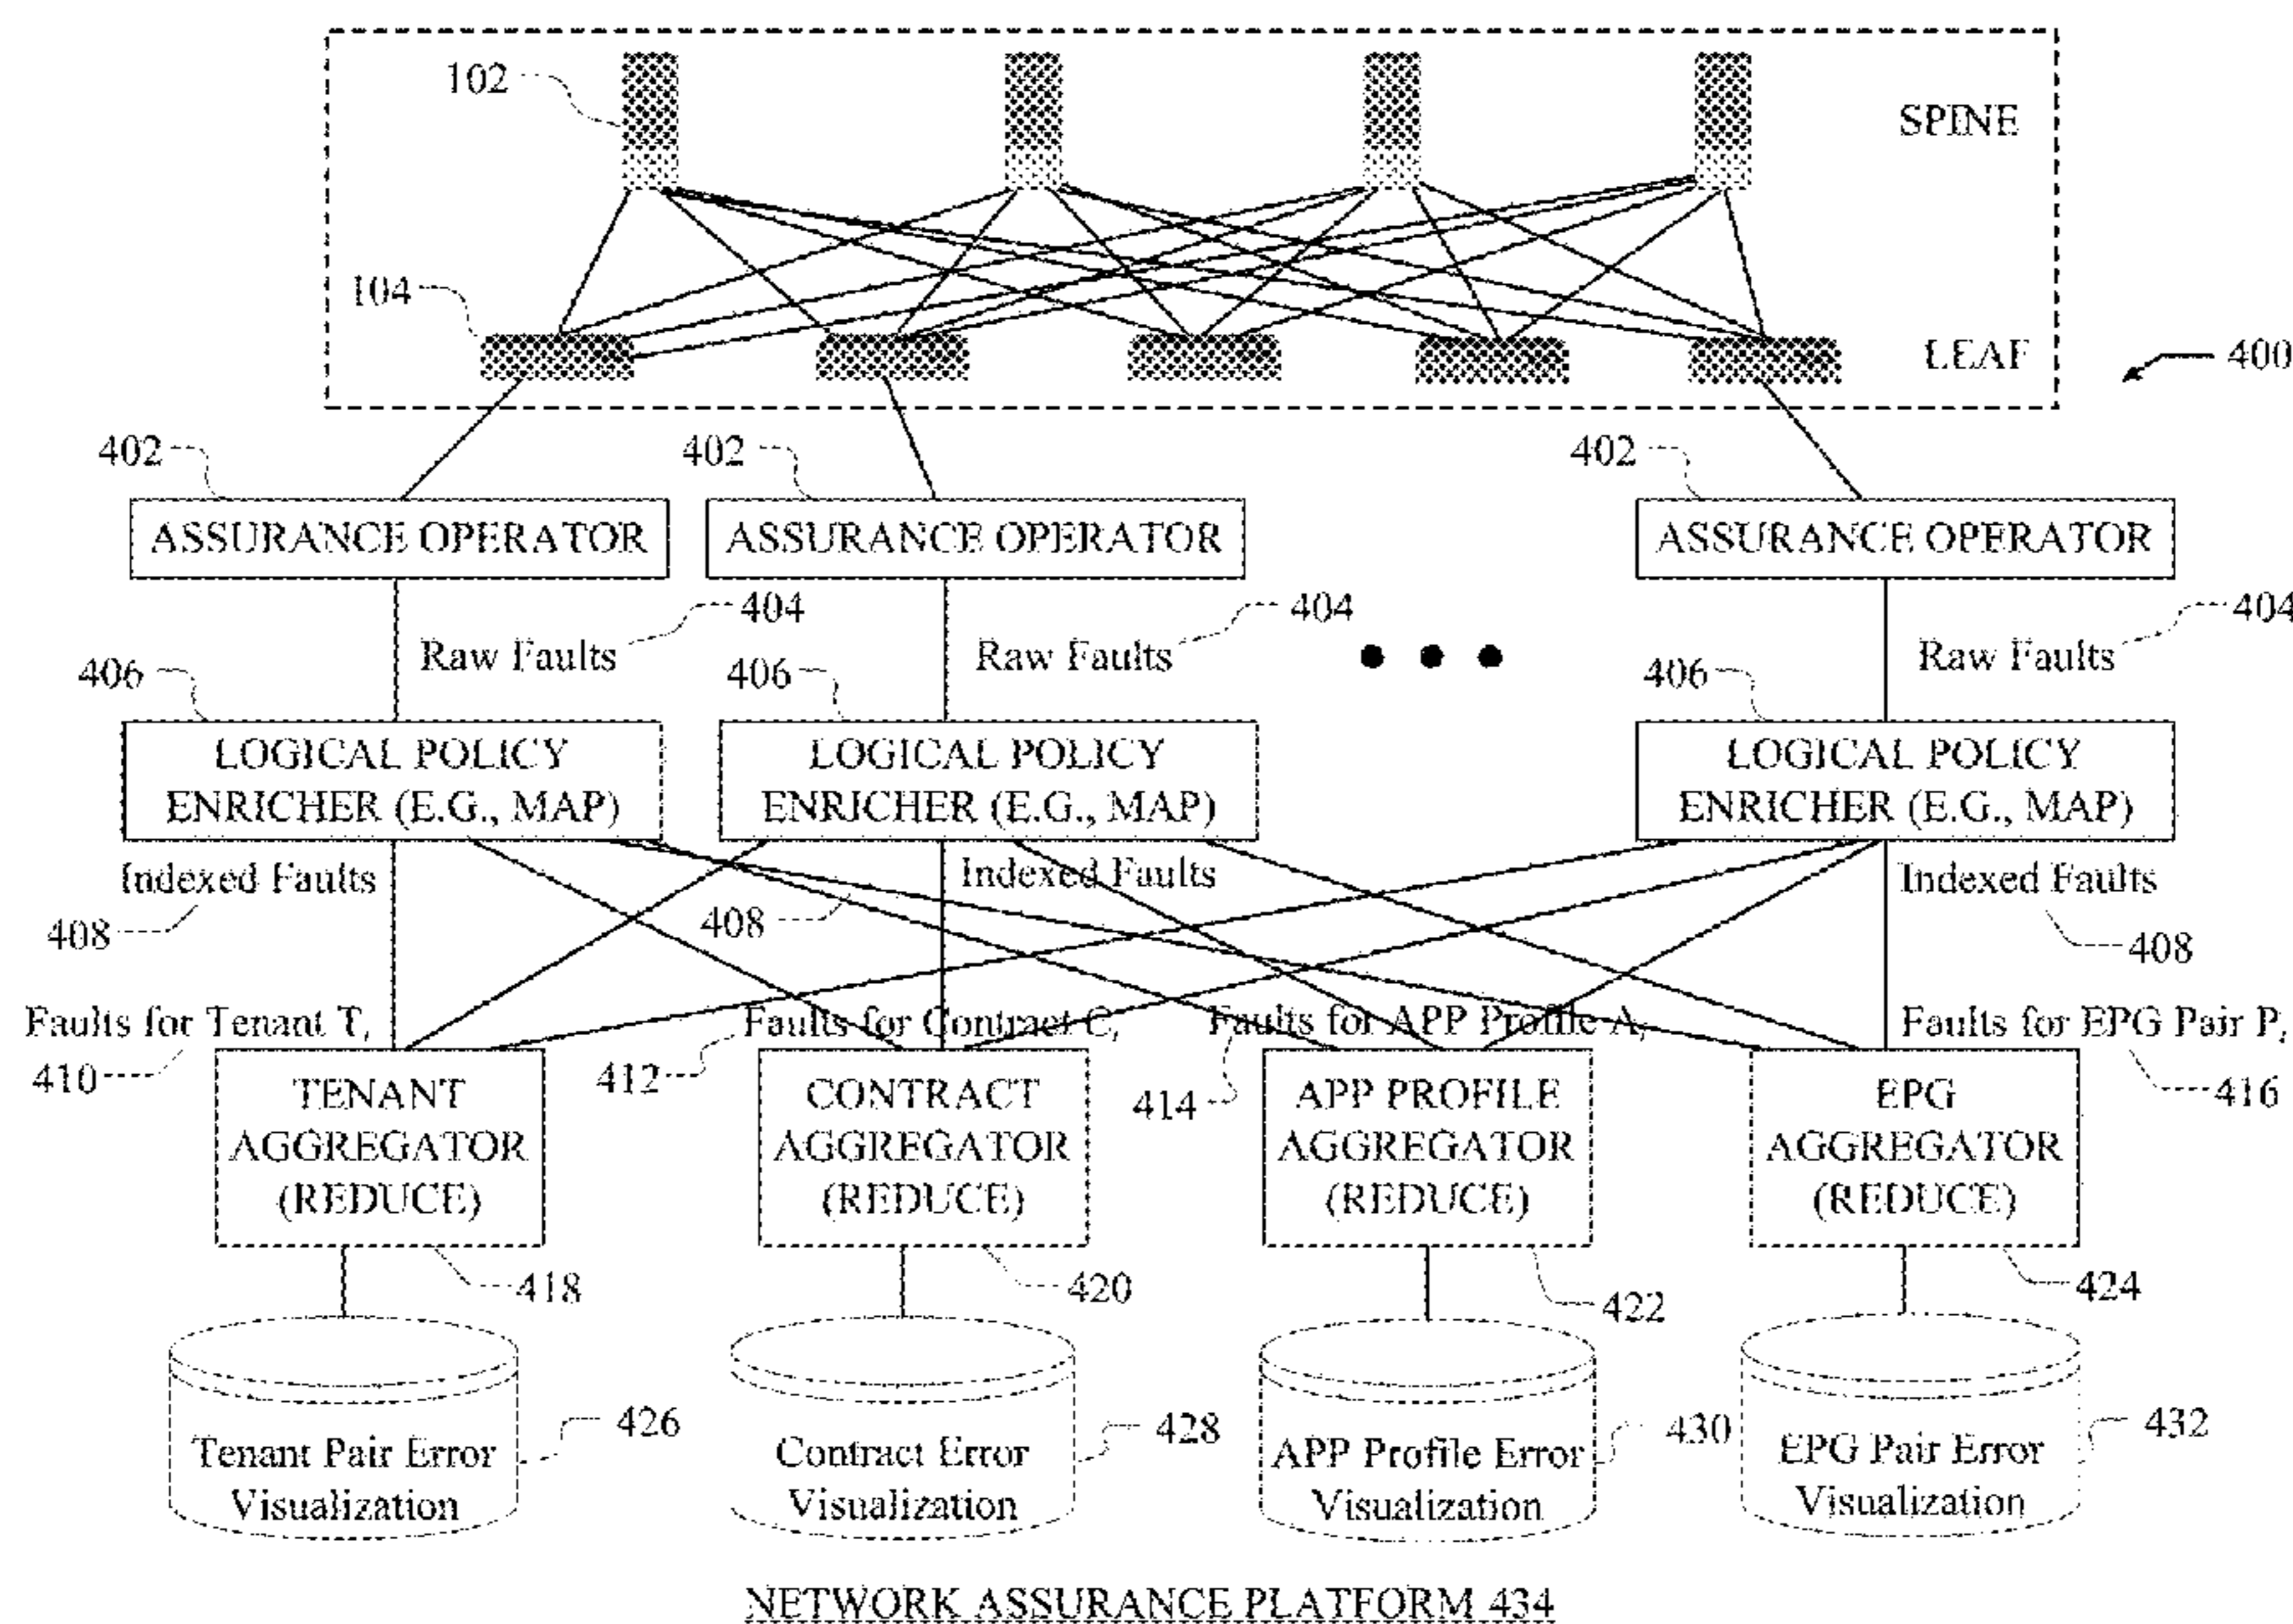 102
SPINE
104
LEAF
400
402
402
402
ASSURANCE OPERATOR
ASSURANCE OPERATOR
ASSURANCE OPERATOR
404
404
404
Raw Faults
Raw Faults
Raw Faults
406
406
406
LOGICAL POLICY
ENRICHER (E.G., MAP)
LOGICAL POLICY
ENRICHER (E.G., MAP)
LOGICAL POLICY
ENRICHER (E.G., MAP)
Indexed Faults
Indexed Faults
Indexed Faults
408
408
408
Faults for Tenant Ti
Faults for Contract Ci
Faults for APP Profile Ai
Faults for EPG Pair Pi
410
412
414
416
TENANT
AGGREGATOR
(REDUCE)
CONTRACT
AGGREGATOR
(REDUCE)
APP PROFILE
AGGREGATOR
(REDUCE)
EPG
AGGREGATOR
(REDUCE)
418
420
422
424
Tenant Pair Error
Visualization
426
Contract Error
Visualization
428
APP Profile Error
Visualization
430
EPG Pair Error
Visualization
432
NETWORK ASSURANCE PLATFORM 434